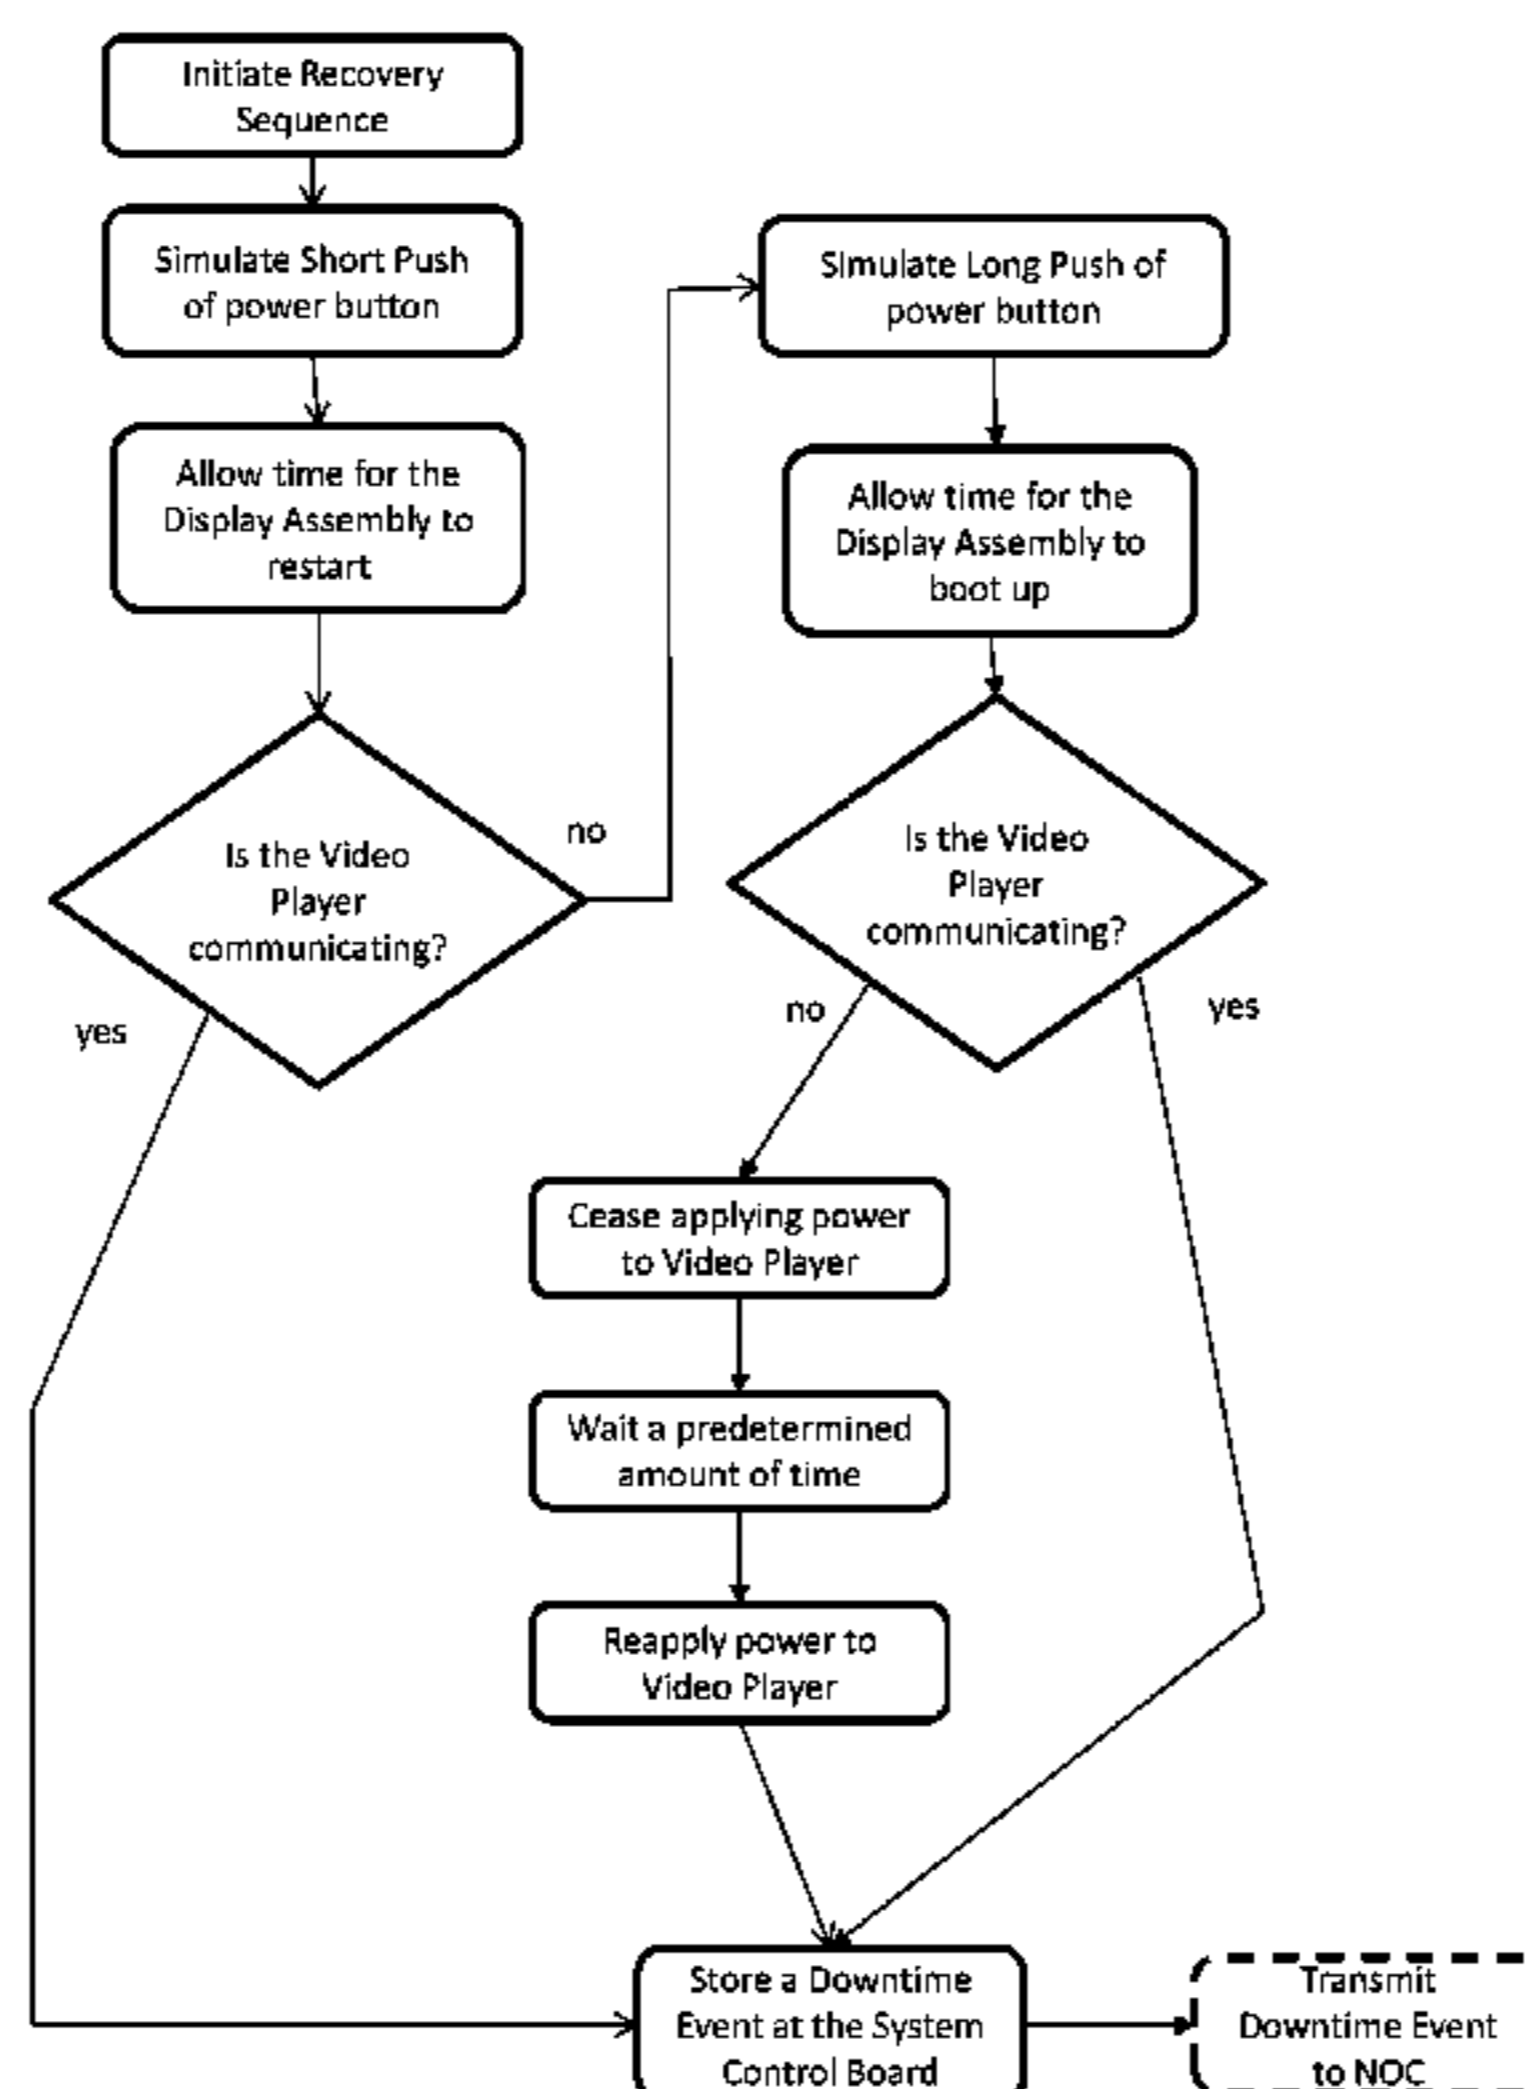 Initiate Recovery
Sequence
Simulate Short Push
of power button
Allow time for the
Display Assembly to
restart
Is the Video
Player
communicating?
no
yes
SImulate Long Push of
power button
Allow time for the
Display Assembly to
boot up
Is the Video
Player
communicating?
no
yes
Cease applying power
to Video Player
Wait a predetermined
amount of time
Reapply power to
Video Player
Store a Downtime
Event at the System
Control Board
Transmit
Downtime Event
to NOC